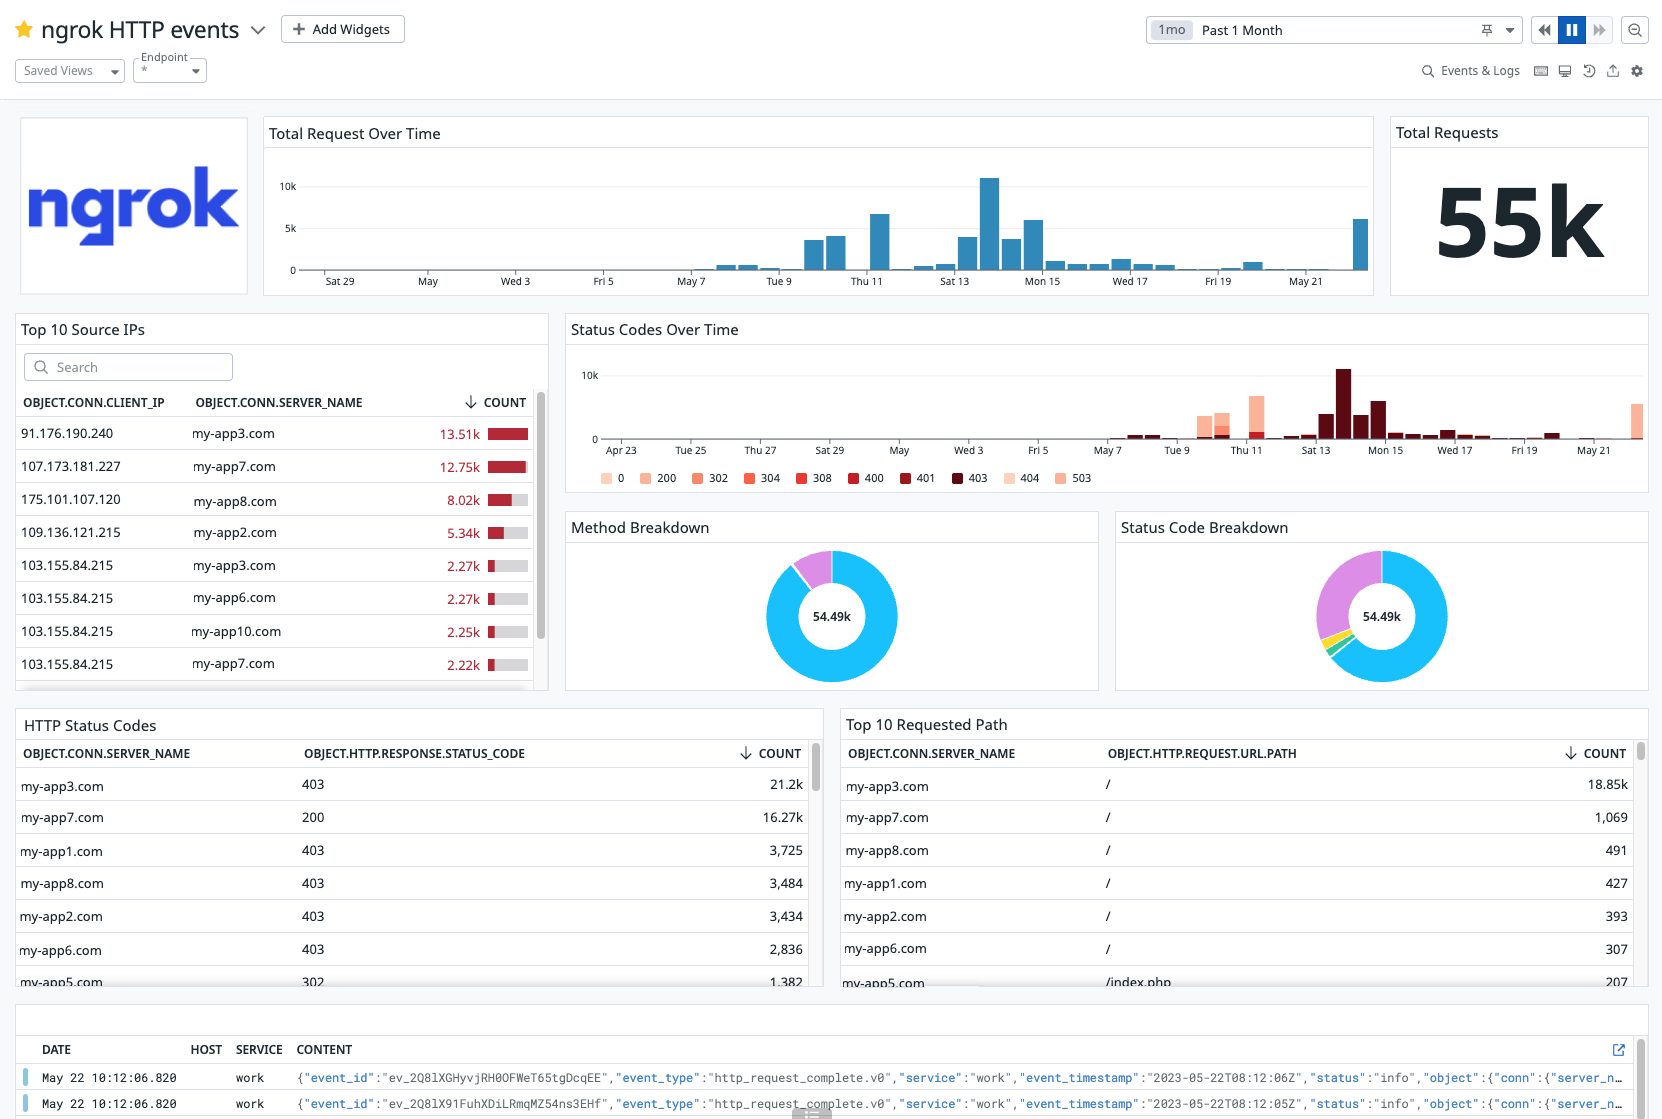 ngrok HTTP events
Add Widgets
1mo Past 1 Month
Saved Views
Endpoint
*
Events & Logs
ngrok
Total Request Over Time
10k
5k
0
Sat 29 May Wed 3 Fri 5 May 7 Tue 9 Thu 11 Sat 13 Mon 15 Wed 17 Fri 19 May 21
Total Requests
55k
Top 10 Source IPs
Search
OBJECT.CONN.CLIENT_IP OBJECT.CONN.SERVER_NAME COUNT
91.176.190.240 my-app3.com 13.51k
107.173.181.227 my-app7.com 12.75k
175.101.107.120 my-app8.com 8.02k
109.136.121.215 my-app2.com 5.34k
103.155.84.215 my-app3.com 2.27k
103.155.84.215 my-app6.com 2.27k
103.155.84.215 my-app10.com 2.25k
103.155.84.215 my-app7.com 2.22k
Status Codes Over Time
10k
0
Apr 23 Tue 25 Thu 27 Sat 29 May Wed 3 Fri 5 May 7 Tue 9 Thu 11 Sat 13 Mon 15 Wed 17 Fri 19 May 21
0 200 302 304 308 400 401 403 404 503
Method Breakdown
54.49k
Status Code Breakdown
54.49k
HTTP Status Codes
OBJECT.CONN.SERVER_NAME OBJECT.HTTP.RESPONSE.STATUS_CODE COUNT
my-app3.com 403 21.2k
my-app7.com 200 16.27k
my-app1.com 403 3,725
my-app8.com 403 3,484
my-app2.com 403 3,434
my-app6.com 403 2,836
my-app5.com 302 1,382
Top 10 Requested Path
OBJECT.CONN.SERVER_NAME OBJECT.HTTP.REQUEST.URL.PATH COUNT
my-app3.com / 18.85k
my-app7.com / 1,069
my-app8.com / 491
my-app1.com / 427
my-app2.com / 393
my-app6.com / 307
my-app5.com /index.php 207
DATE HOST SERVICE CONTENT
May 22 10:12:06.820 work {"event_id":"ev_2Q8lXGHyvjRH0OFWeT65tgDcqEE","event_type":"http_request_complete.v0","service":"work","event_timestamp":"2023-05-22T08:12:06Z","status":"info","object":{"conn":{"server_n…
May 22 10:12:06.820 work {"event_id":"ev_2Q8lX91FuhXDiLRmqMZ54ns3EHf","event_type":"http_request_complete.v0","service":"work","event_timestamp":"2023-05-22T08:12:05Z","status":"info","object":{"conn":{"server_n…